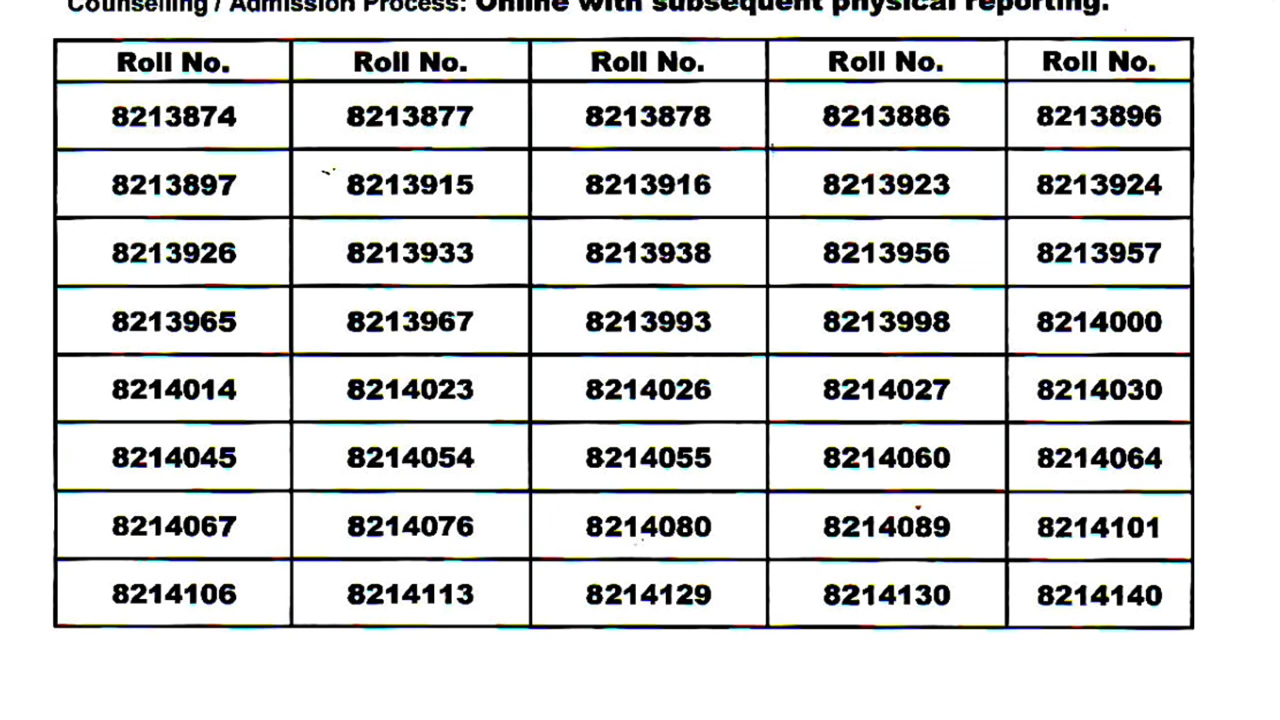 Counselling / Admission Process: Online with subsequent physical reporting.
Roll No. Roll No. Roll No. Roll No. Roll No.
8213874 8213877 8213878 8213886 8213896
8213897 8213915 8213916 8213923 8213924
8213926 8213933 8213938 8213956 8213957
8213965 8213967 8213993 8213998 8214000
8214014 8214023 8214026 8214027 8214030
8214045 8214054 8214055 8214060 8214064
8214067 8214076 8214080 8214089 8214101
8214106 8214113 8214129 8214130 8214140